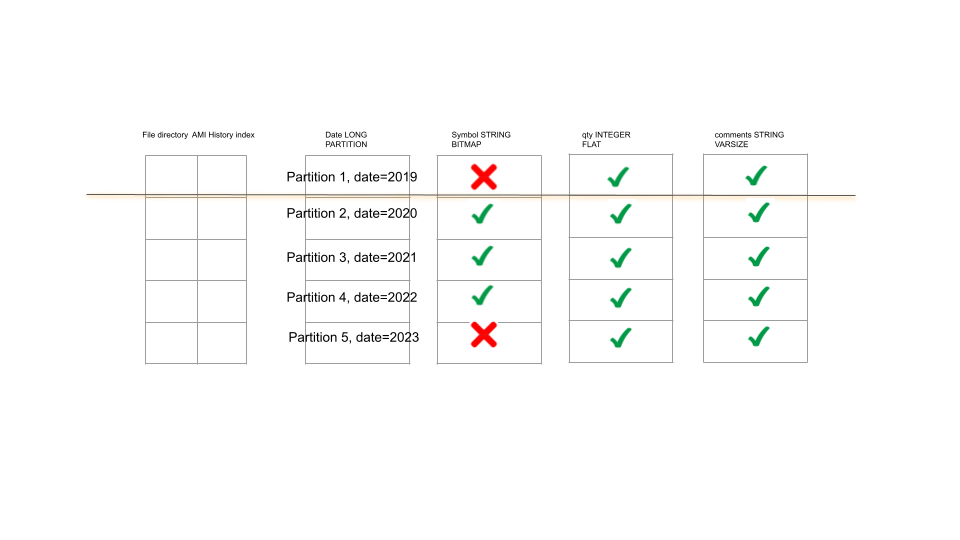 File directory AMI History index
Date LONG
PARTITION
Symbol STRING
BITMAP
qty INTEGER
FLAT
comments STRING
VARSIZE
Partition 1, date=2019
Partition 2, date=2020
Partition 3, date=2021
Partition 4, date=2022
Partition 5, date=2023